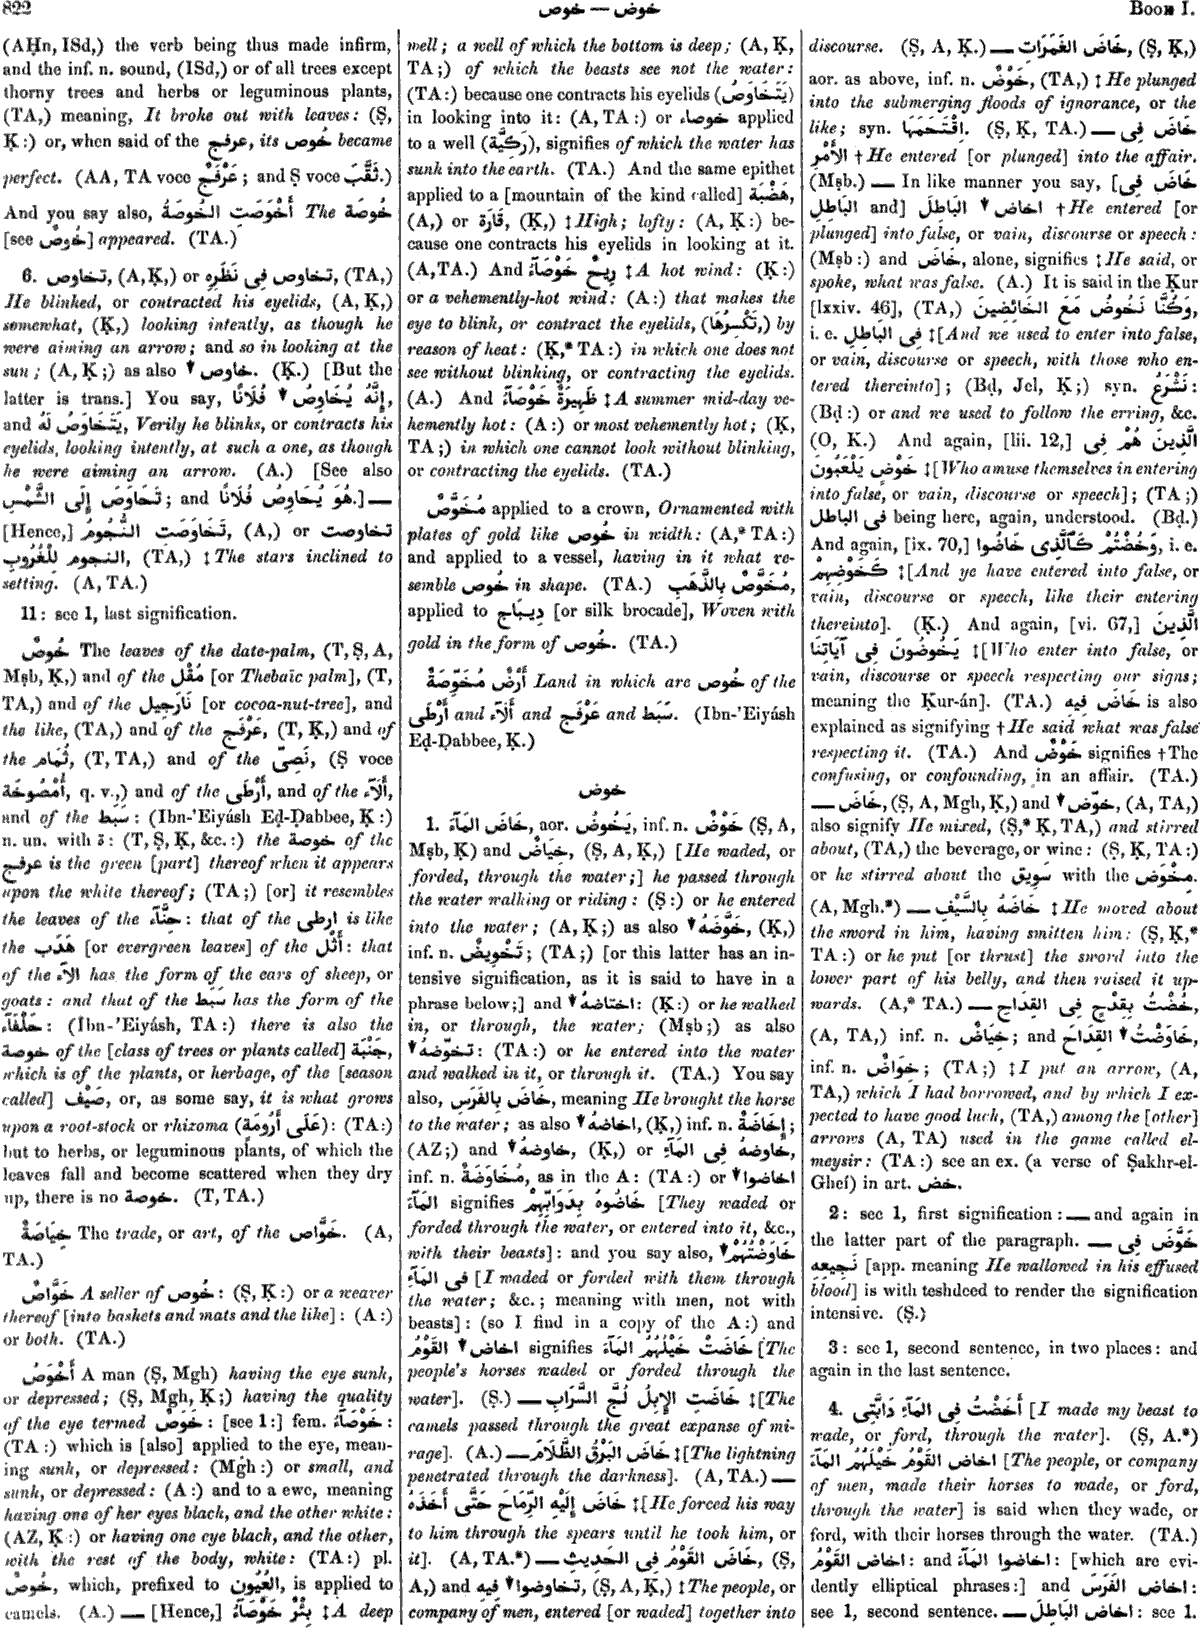 822
خوص — خوض
Book I.
(AḤn, ISd,) the verb being thus made infirm,
and the inf. n. sound, (ISd,) or of all trees except
thorny trees and herbs or leguminous plants,
(TA,) meaning, It broke out with leaves: (Ṣ,
Ḳ:) or, when said of the عرفج, its خُوص became
perfect. (AA, TA voce عَرْفَجٌ; and Ṣ voce ثَقَّبَ.)
And you say also, أَخْوَصَتِ الخُوصَةُ The خُوصَة
[see خُوصٌ] appeared. (TA.)
6. تخاوص, (A,Ḳ,) or تخاوص فِى نَظَرِهِ, (TA,)
He blinked, or contracted his eyelids, (A, Ḳ,)
somewhat, (Ḳ,) looking intently, as though he
were aiming an arrow; and so in looking at the
sun; (A, Ḳ;) as also ▼ خاوص. (Ḳ.) [But the
latter is trans.] You say, إِنَّهُ يُخَاوِصُ ▼ فُلَانًا,
and يَتَخَاوَصُ لَهُ, Verily he blinks, or contracts his
eyelids, looking intently, at such a one, as though
he were aiming an arrow. (A.) [See also
هُوَ يُحَاوِصُ فُلَانًا and ;تَحَاوَصَ إِلَى الشَّمْسِ.] —
[Hence,] تَخَاوَصَتِ النُّجُومُ, (A,) or تخاوصت
النجوم لِلْغُرُوبِ, (TA,) ‡ The stars inclined to
setting. (A, TA.)
11: see 1, last signification.
خُوصٌ The leaves of the date-palm, (T, Ṣ, A,
Mṣb, Ḳ,) and of the مُقْل [or Thebaïc palm], (T,
TA,) and of the نَارَجِيل [or cocoa-nut-tree], and
the like, (TA,) and of the عَرْفَج, (T, Ḳ,) and of
the ثُمَام, (T, TA,) and of the نَصِىّ, (Ṣ voce
أُمْصُوخَة, q. v.,) and of the أَرْطَى, and of the أَلَآء,
and of the سَبَط: (Ibn-'Eiyásh Eḍ-Ḍabbee, Ḳ:)
n. un. with ة: (T, Ṣ, Ḳ, &c.:) the خوصة of the
عرفج is the green [part] thereof when it appears
upon the white thereof; (TA;) [or] it resembles
the leaves of the حِنَّآء: that of the ارطى is like
the هَدَب [or evergreen leaves] of the أَثْل: that
of the الآء has the form of the ears of sheep, or
goats: and that of the سبط has the form of the
حَلْفَآء: (Ibn-'Eiyásh, TA:) there is also the
خوصة of the [class of trees or plants called] جَنْبَة,
which is of the plants, or herbage, of the [season
called] صَيْف, or, as some say, it is what grows
upon a root-stock or rhizoma (عَلَى أَرُومَة): (TA:)
but to herbs, or leguminous plants, of which the
leaves fall and become scattered when they dry
up, there is no خوصة. (T, TA.)
خِيَاصَةٌ The trade, or art, of the خَوَّاص. (A,
TA.)
خَوَّاصٌ A seller of خُوص: (Ṣ, Ḳ:) or a weaver
thereof [into baskets and mats and the like]: (A:)
or both. (TA.)
أَخْوَصُ A man (Ṣ, Mgh) having the eye sunk,
or depressed; (Ṣ, Mgh, Ḳ;) having the quality
of the eye termed خَوَصٌ: [see 1:] fem. خَوْصَآءُ:
(TA:) which is [also] applied to the eye, mean-
ing sunk, or depressed: (Mgh:) or small, and
sunk, or depressed: (A:) and to a ewe, meaning
having one of her eyes black, and the other white:
(AZ, Ḳ:) or having one eye black, and the other,
with the rest of the body, white: (TA:) pl.
خُوصٌ, which, prefixed to العُيُونِ, is applied to
camels. (A.) — [Hence,] بِئْرٌ خَوْصَآءُ ‡ A deep
well; a well of which the bottom is deep; (A, Ḳ,
TA;) of which the beasts see not the water:
(TA:) because one contracts his eyelids (يَتَخَاوَصُ)
in looking into it: (A, TA:) or خوصاء applied
to a well (رَكِيَّة), signifies of which the water has
sunk into the earth. (TA.) And the same epithet
applied to a [mountain of the kind called] هَضْبَة,
(A,) or قَارَة, (Ḳ,) ‡ High; lofty: (A, Ḳ:) be-
cause one contracts his eyelids in looking at it.
(A, TA.) And رِيحٌ خَوْصَآءُ ‡ A hot wind: (Ḳ:)
or a vehemently-hot wind: (A:) that makes the
eye to blink, or contract the eyelids, (تَكْسِرُهَا,) by
reason of heat: (Ḳ,* TA:) in which one does not
see without blinking, or contracting the eyelids.
(A.) And ظَهِيرَةٌ خَوْصَآءُ ‡ A summer mid-day ve-
hemently hot: (A:) or most vehemently hot; (Ḳ,
TA;) in which one cannot look without blinking,
or contracting the eyelids. (TA.)
مُخَوَّصٌ applied to a crown, Ornamented with
plates of gold like خُوص in width: (A,* TA:)
and applied to a vessel, having in it what re-
semble خُوص in shape. (TA.) مُخَوَّصٌ بِالذَّهَبِ,
applied to دِيبَاج [or silk brocade], Woven with
gold in the form of خُوص. (TA.)
أَرْضٌ مُخَوِّصَةٌ Land in which are خُوص of the
أَرْطَى and أَلَآء and عَرْفَج and سَبَط. (Ibn-'Eiyásh
Eḍ-Ḍabbee, Ḳ.)
خوض
1. خَاضَ المَآءَ, aor. يَخُوضُ, inf. n. خَوْضٌ (Ṣ, A,
Mṣb, Ḳ) and خِيَاضٌ, (Ṣ, A, Ḳ,) [He waded, or
forded, through the water;] he passed through
the water walking or riding: (Ṣ:) or he entered
into the water; (A, Ḳ;) as also ▼ خَوَّضَهُ, (Ḳ,)
inf. n. تَخْوِيضٌ; (TA;) [or this latter has an in-
tensive signification, as it is said to have in a
phrase below;] and ▼ اختاضهُ: (Ḳ:) or he walked
in, or through, the water; (Mṣb;) as also
▼ تخوّضهُ: (TA:) or he entered into the water
and walked in it, or through it. (TA.) You say
also, خَاضَ بِالفَرَسِ, meaning He brought the horse
to the water; as also ▼ اخاضهُ, (Ḳ,) inf. n. إِخَاضَةٌ;
(AZ;) and ▼ خاوضهُ, (Ḳ,) or خاوضهُ فِى المَآءِ,
inf. n. مُخَاوَضَةٌ, as in the A: (TA:) or ▼ اخاضوا
خَاضُوهُ بِدَوَابِّهِمْ signifies المَآءَ [They waded or
forded through the water, or entered into it, &c.,
with their beasts]: and you say also, ▼ خَاوَضْتُهُمْ
فِى المَآءِ [I waded or forded with them through
the water; &c.; meaning with men, not with
beasts]: (so I find in a copy of the A:) and
خَاضَتْ خَيْلُهُمُ المَآءَ signifies اخاض ▼ القَوْمُ [The
people's horses waded or forded through the
water]. (Ṣ.) — خَاضَتِ الإِبِلُ لُجَّ السَّرَابِ ‡ [The
camels passed through the great expanse of mi-
rage]. (A.) — خَاضَ البَرْقُ الظَّلَامَ ‡ [The lightning
penetrated through the darkness]. (A, TA.) —
خَاضَ إِلَيْهِ الرِّمَاحَ حَتَّى أَخَذَهُ ‡ [He forced his way
to him through the spears until he took him, or
it]. (A, TA.*) — خَاضَ القَوْمُ فِى الحَدِيثِ, (Ṣ,
A,) and ▼ تخاوضوا فِيهِ, (Ṣ, A, Ḳ,) ‡ The people, or
company of men, entered [or waded] together into
discourse. (Ṣ, A, Ḳ.) — خَاضَ الغَمَرَاتِ, (Ṣ, Ḳ,)
aor. as above, inf. n. خَوْضٌ, (TA,) ‡ He plunged
into the submerging floods of ignorance, or the
like; syn. اِقْتَحَمَهَا. (Ṣ, Ḳ, TA.) — خَاضَ فِى
الأَمْرِ † He entered [or plunged] into the affair.
(Mṣb.) — In like manner you say, [خَاضَ فِى
البَاطِلِ and] اخاض ▼ البَاطِلَ † He entered [or
plunged] into false, or vain, discourse or speech:
(Mṣb:) and خَاضَ, alone, signifies ‡ He said, or
spoke, what was false. (A.) It is said in the Ḳur
[lxxiv. 46], (TA,) وَكُنَّا نَخُوضُ مَعَ الخَائِضِينَ,
i. e. فِى البَاطِلِ ‡ [And we used to enter into false,
or vain, discourse or speech, with those who en-
tered thereinto]; (Bḍ, Jel, Ḳ;) syn. نَشْرَعُ:
(Bḍ:) or and we used to follow the erring, &c.
(O, Ḳ.) And again, [lii. 12,] الَّذِينَ هُمْ فِى
خَوْضٍ يَلْعَبُونَ ‡ [Who amuse themselves in entering
into false, or vain, discourse or speech]; (TA;)
فى الباطل being here, again, understood. (Bḍ.)
And again, [ix. 70,] وَخُضْتُمْ كَٱلَّذِى خَاضُوا, i. e.
كَخَوْضِهِمْ ‡ [And ye have entered into false, or
vain, discourse or speech, like their entering
thereinto]. (Ḳ.) And again, [vi. 67,] الَّذِينَ
يَخُوضُونَ فِى آيَاتِنَا ‡ [Who enter into false, or
vain, discourse or speech respecting our signs;
meaning the Ḳur-án]. (TA.) خَاضَ فِيهِ is also
explained as signifying † He said what was false
respecting it. (TA.) And خَوْضٌ signifies † The
confusing, or confounding, in an affair. (TA.)
— خَاضَ, (Ṣ, A, Mgh, Ḳ,) and ▼ خوّض, (A, TA,)
also signify He mixed, (Ṣ,* Ḳ, TA,) and stirred
about, (TA,) the beverage, or wine: (Ṣ, Ḳ, TA:)
or he stirred about the سَوِيق with the مِخْوَض.
(A, Mgh.*) — خَاضَهُ بِالسَّيْفِ ‡ He moved about
the sword in him, having smitten him: (Ṣ, Ḳ,*
TA:) or he put [or thrust] the sword into the
lower part of his belly, and then raised it up-
wards. (A,* TA.) — خُضْتُ بِقِدْحٍ فِى القِدَاحِ,
(A, TA,) inf. n. خِيَاضٌ; and خَاوَضْتُ ▼ القِدَاحَ,
inf. n. خِوَاضٌ; (TA;) ‡ I put an arrow, (A,
TA,) which I had borrowed, and by which I ex-
pected to have good luck, (TA,) among the [other]
arrows (A, TA) used in the game called el-
meysir: (TA:) see an ex. (a verse of Ṣakhr-el-
Gheí) in art. خض.
2: see 1, first signification: — and again in
the latter part of the paragraph. — خَوَّضَ فِى
نَجِيعِهِ [app. meaning He wallowed in his effused
blood] is with teshdeed to render the signification
intensive. (Ṣ.)
3: see 1, second sentence, in two places: and
again in the last sentence.
4. أَخَضْتُ فِى المَآءِ دَابَّتِى [I made my beast to
wade, or ford, through the water]. (Ṣ, A.*)
اخاض القَوْمُ خَيْلَهُمُ المَآءَ [The people, or company
of men, made their horses to wade, or ford,
through the water] is said when they wade, or
ford, with their horses through the water. (TA.)
اخاض القَوْمُ: and اخاضوا المَآءَ: [which are evi-
dently elliptical phrases:] and اخاض الفَرَسَ:
see 1, second sentence. — اخاض البَاطِلَ: see 1.